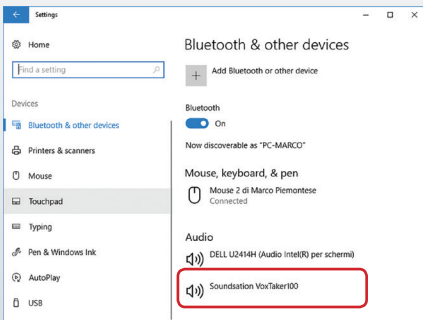 Settings
Home
Find a setting
Devices
Bluetooth & other devices
Printers & scanners
Mouse
Touchpad
Typing
Pen & Windows Ink
AutoPlay
USB
Bluetooth & other devices
Add Bluetooth or other device
Bluetooth
On
Now discoverable as "PC-MARCO"
Mouse, keyboard, & pen
Mouse 2 di Marco Piemontese
Connected
Audio
DELL U2414H (Audio Intel(R) per schermi)
Soundsation VoxTaker100